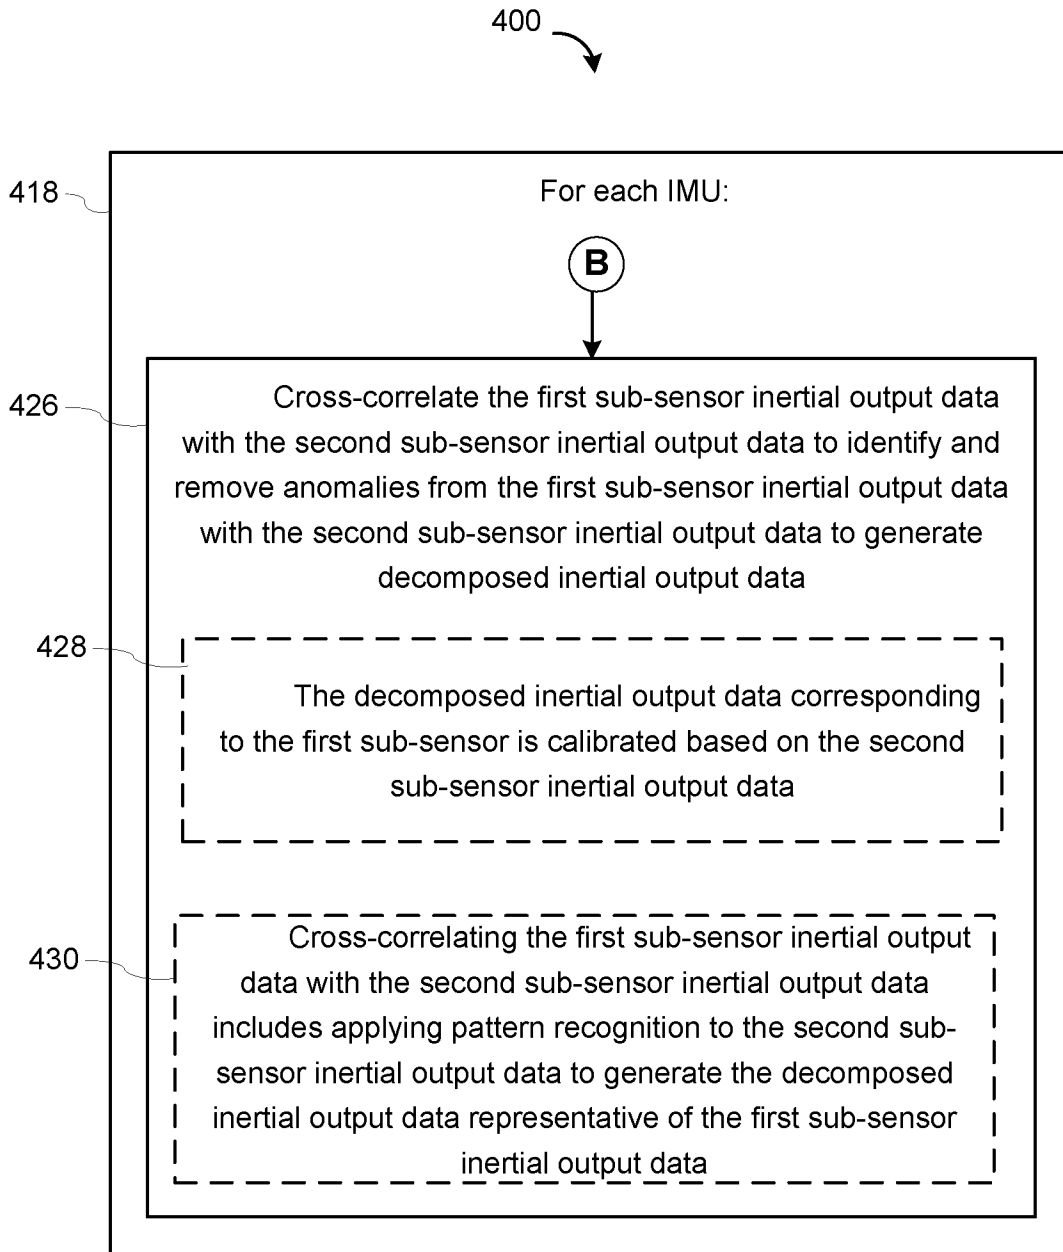 400
418
For each IMU:
B
426
Cross-correlate the first sub-sensor inertial output data
with the second sub-sensor inertial output data to identify and
remove anomalies from the first sub-sensor inertial output data
with the second sub-sensor inertial output data to generate
decomposed inertial output data
428
The decomposed inertial output data corresponding
to the first sub-sensor is calibrated based on the second
sub-sensor inertial output data
430
Cross-correlating the first sub-sensor inertial output
data with the second sub-sensor inertial output data
includes applying pattern recognition to the second sub-
sensor inertial output data to generate the decomposed
inertial output data representative of the first sub-sensor
inertial output data